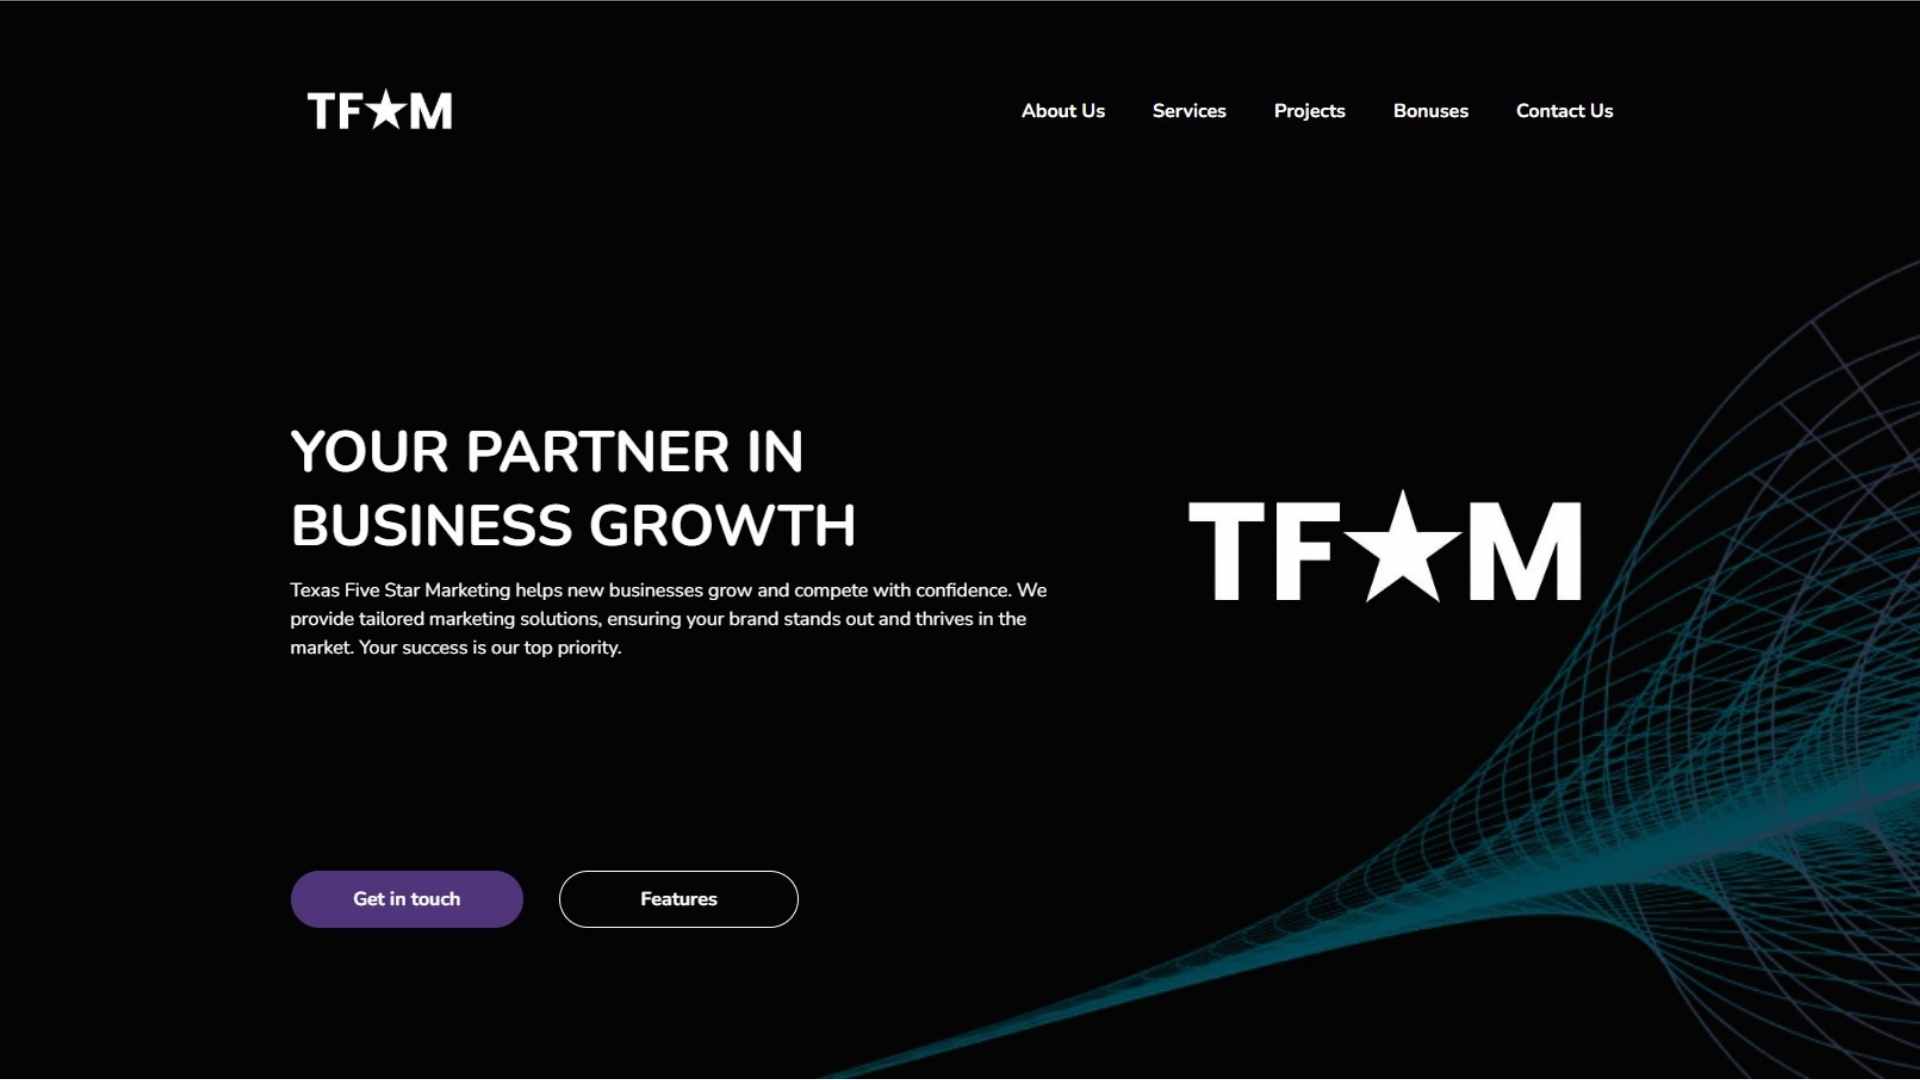 TF★M
About Us Services Projects Bonuses Contact Us
YOUR PARTNER IN
BUSINESS GROWTH
Texas Five Star Marketing helps new businesses grow and compete with confidence. We
provide tailored marketing solutions, ensuring your brand stands out and thrives in the
market. Your success is our top priority.
TF★M
Get in touch Features